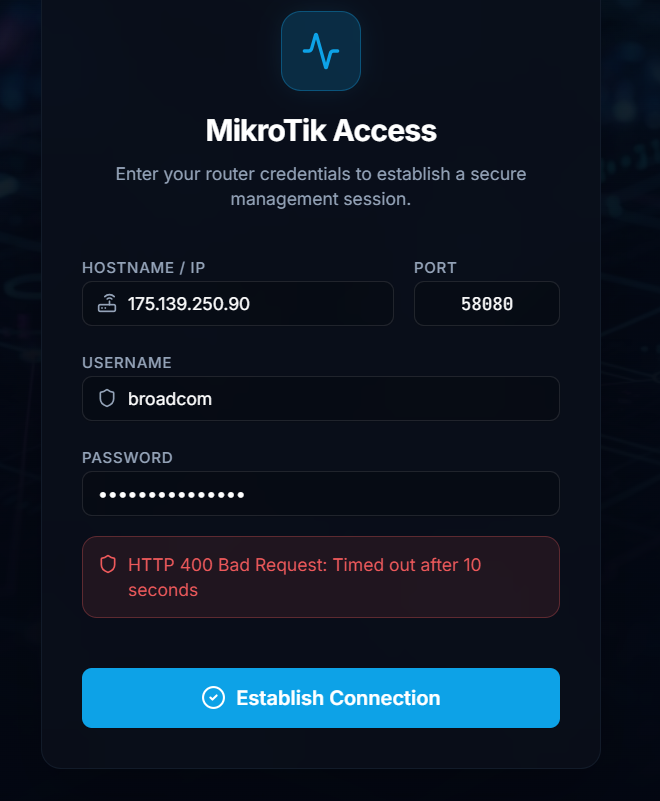 MikroTik Access
Enter your router credentials to establish a secure
management session.
HOSTNAME / IP
PORT
175.139.250.90
58080
USERNAME
broadcom
PASSWORD
•••••••••••••••
HTTP 400 Bad Request: Timed out after 10
seconds
Establish Connection